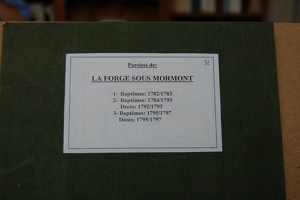 Paroisse de:
LA FORGE SOUS MORMONT
1- Baptêmes: 1782/1783
2- Baptêmes: 1784/1793
Décès: 1792/1793
3- Baptêmes: 1795/1797
Décès: 1795/1797